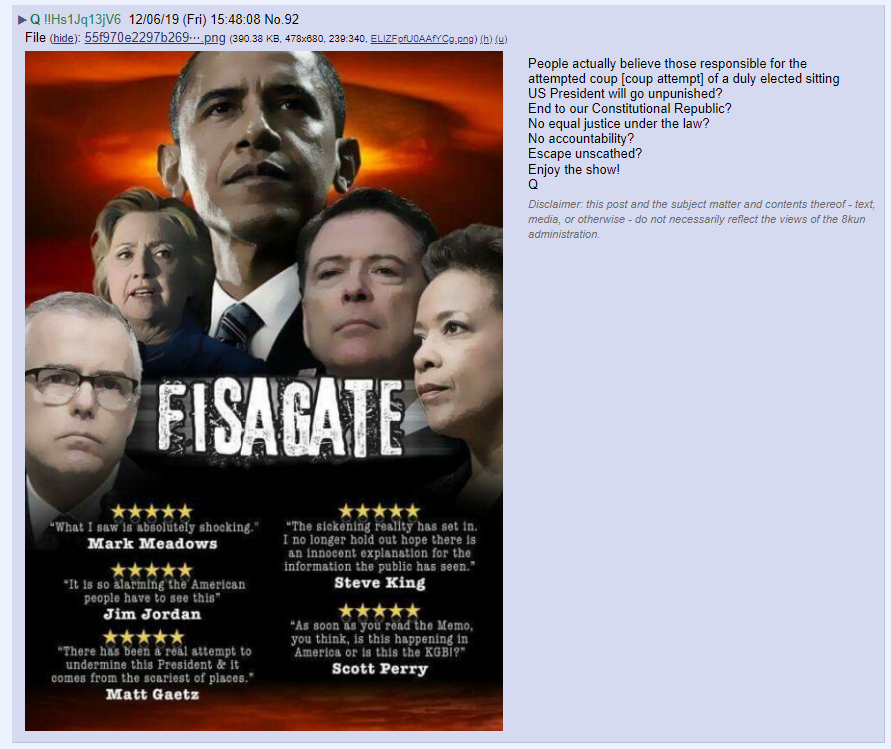 ▶ Q !!Hs1Jq13jV6 12/06/19 (Fri) 15:48:08 No.92
File (hide): 55f970e2297b269⋯.png (390.38 KB, 478x680, 239:340, ELIZFpfU0AAfYCg.png) (h) (u)
People actually believe those responsible for the
attempted coup [coup attempt] of a duly elected sitting
US President will go unpunished?
End to our Constitutional Republic?
No equal justice under the law?
No accountability?
Escape unscathed?
Enjoy the show!
Q
Disclaimer: this post and the subject matter and contents thereof - text,
media, or otherwise - do not necessarily reflect the views of the 8kun
administration.
FISAGATE
"What I saw is absolutely shocking."
Mark Meadows
"It is so alarming the American
people have to see this"
Jim Jordan
"There has been a real attempt to
undermine this President & it
comes from the scariest of places."
Matt Gaetz
"The sickening reality has set in.
I no longer hold out hope there is
an innocent explanation for the
information the public has seen."
Steve King
"As soon as you read the Memo,
you think, is this happening in
America or is this the KGB!?"
Scott Perry